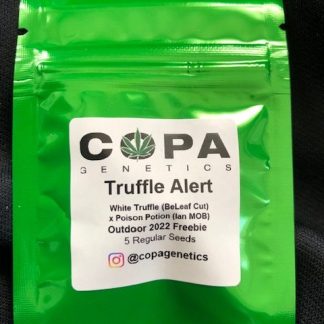 COPA
GENETICS
Truffle Alert
White Truffle (BeLeaf Cut)
x Poison Potion (Ian MOB)
Outdoor 2022 Freebie
5 Regular Seeds
@copagenetics